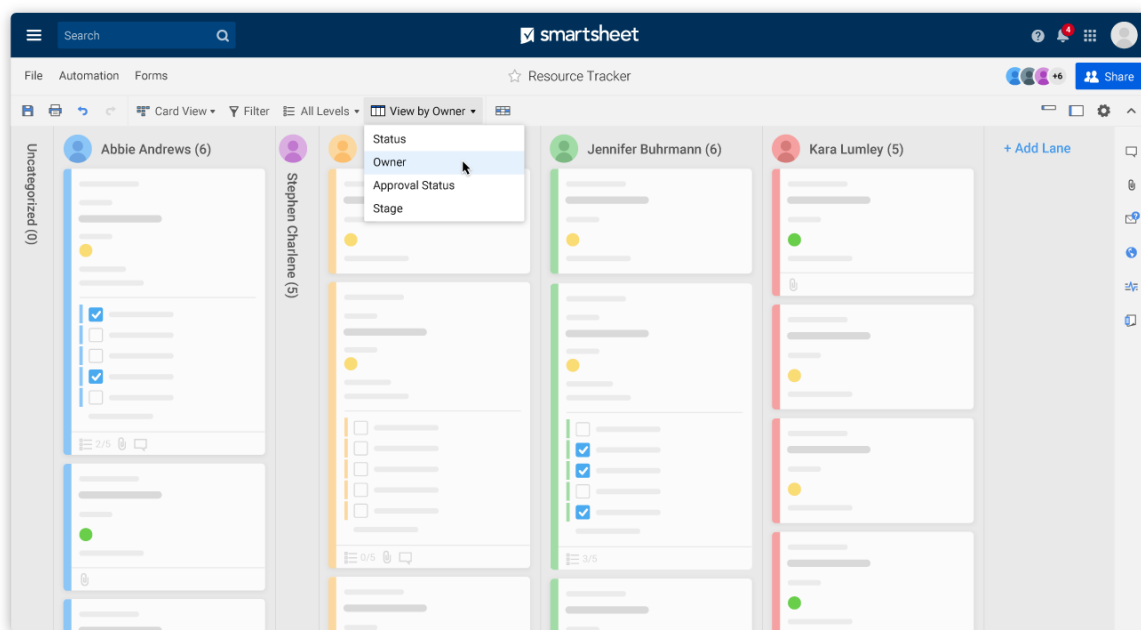 Search
smartsheet
4
File Automation Forms
Resource Tracker
+6
Share
Card View
Filter
All Levels
View by Owner
Status
Owner
Approval Status
Stage
Uncategorized (0)
Abbie Andrews (6)
Stephen Charlene (5)
Jennifer Buhrmann (6)
Kara Lumley (5)
+ Add Lane
2/5
0/5
3/5